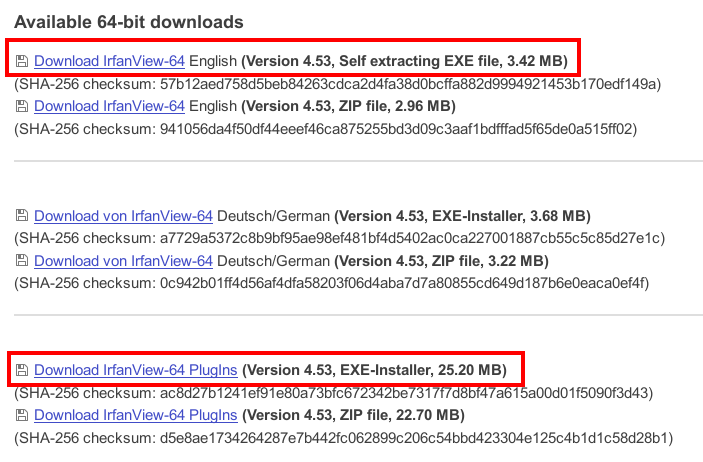 Available 64-bit downloads
Download IrfanView-64 English (Version 4.53, Self extracting EXE file, 3.42 MB)
(SHA-256 checksum: 57b12aed758d5beb84263cdca2d4fa38d0bcffa882d9994921453b170edf149a)
Download IrfanView-64 English (Version 4.53, ZIP file, 2.96 MB)
(SHA-256 checksum: 941056da4f50df44eeef46ca875255bd3d09c3aaf1bdfffad5f65de0a515ff02)
Download von IrfanView-64 Deutsch/German (Version 4.53, EXE-Installer, 3.68 MB)
(SHA-256 checksum: a7729a5372c8b9bf95ae98ef481bf4d5402ac0ca227001887cb55c5c85d27e1c)
Download von IrfanView-64 Deutsch/German (Version 4.53, ZIP file, 3.22 MB)
(SHA-256 checksum: 0c942b01ff4d56af4dfa58203f06d4aba7d7a80855cd649d187b6e0eaca0ef4f)
Download IrfanView-64 PlugIns (Version 4.53, EXE-Installer, 25.20 MB)
(SHA-256 checksum: ac8d27b1241ef91e80a73bfc672342be7317f7d8bf47a615a00d01f5090f3d43)
Download IrfanView-64 PlugIns (Version 4.53, ZIP file, 22.70 MB)
(SHA-256 checksum: d5e8ae1734264287e7b442fc062899c206c54bbd423304e125c4b1d1c58d28b1)